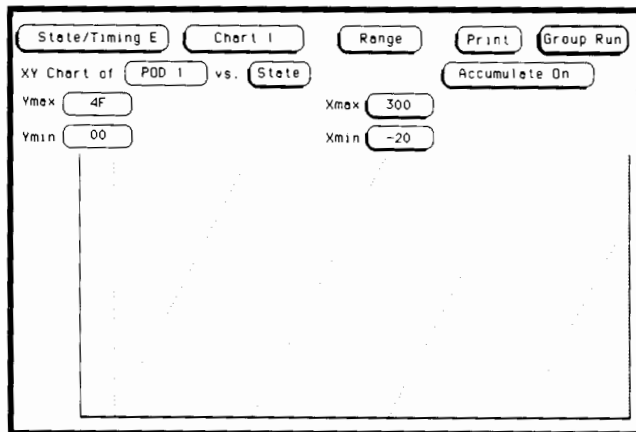 State/Timing E Chart 1 Range Print Group Run
XY Chart of POD 1 vs. State Accumulate On
Ymax 4F Xmax 300
Ymin 00 Xmin -20